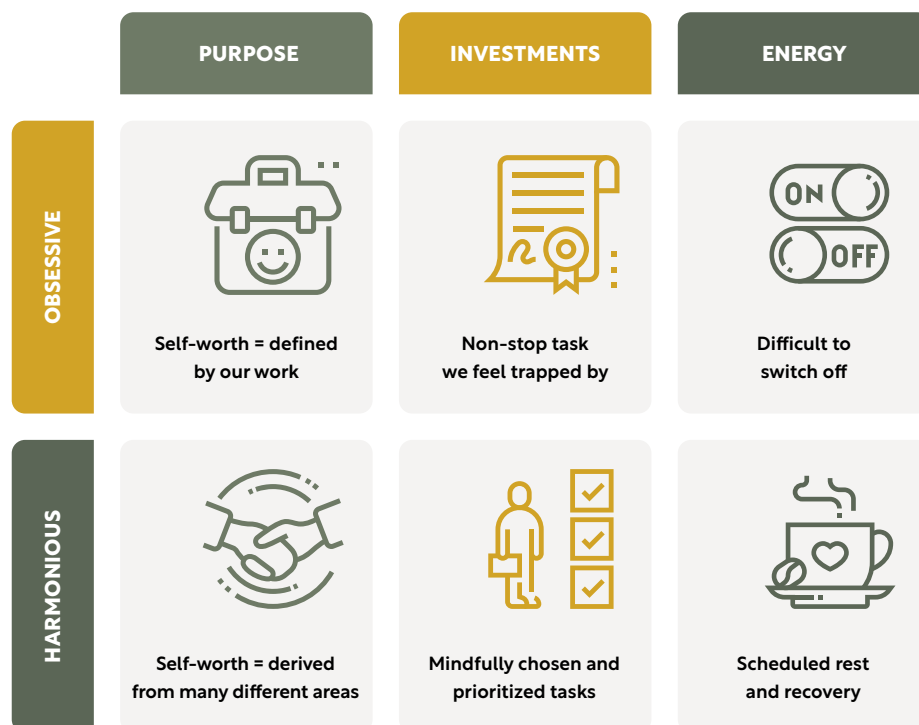 PURPOSE
INVESTMENTS
ENERGY
OBSESSIVE
ON
OFF
Self-worth = defined
by our work
Non-stop task
we feel trapped by
Difficult to
switch off
HARMONIOUS
Self-worth = derived
from many different areas
Mindfully chosen and
prioritized tasks
Scheduled rest
and recovery